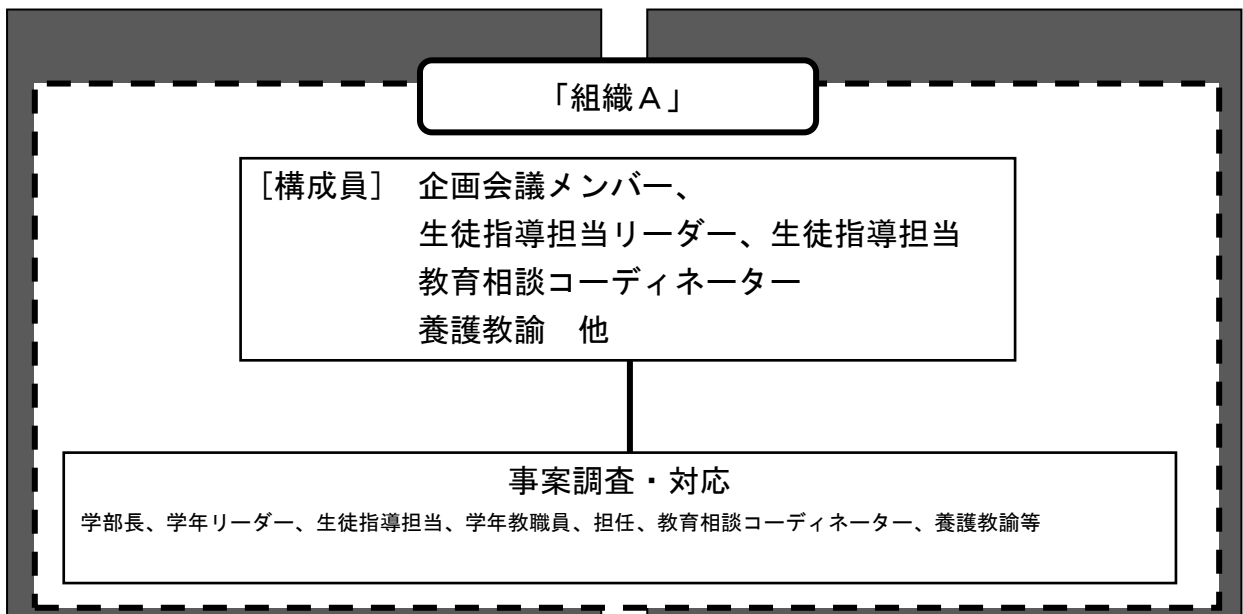 「組織Ａ」
［構成員］　企画会議メンバー、
生徒指導担当リーダー、生徒指導担当
教育相談コーディネーター
養護教諭　他
事案調査・対応
学部長、学年リーダー、生徒指導担当、学年教職員、担任、教育相談コーディネーター、養護教諭等